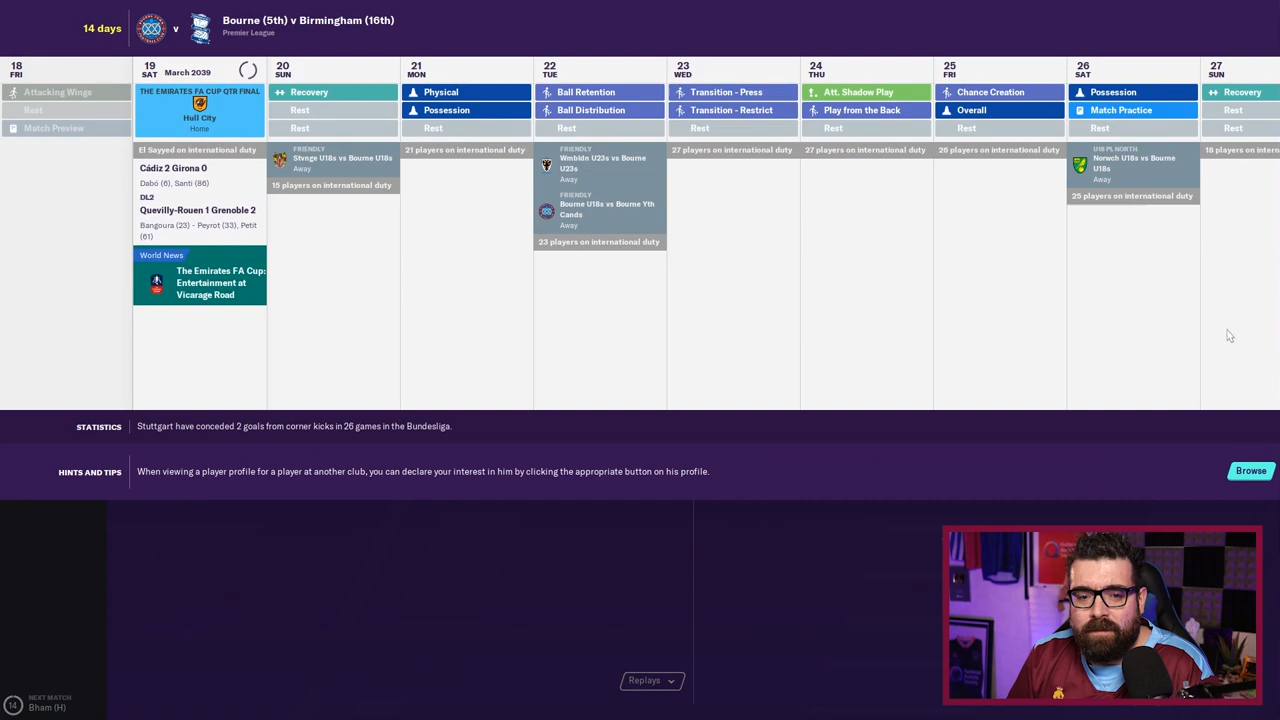 14 days
v
Bourne (5th) v Birmingham (16th)
Premier League
18
FRI
Attacking Wings
Rest
Match Preview
19
SAT March 2039
THE EMIRATES FA CUP QTR FINAL
Hull City
Home
El Sayyed on international duty
Cádiz 2 Girona 0
Dabó (6), Santi (86)
DL2
Quevilly-Rouen 1 Grenoble 2
Bangoura (23) - Peyrot (33), Petit
(61)
World News
The Emirates FA Cup:
Entertainment at
Vicarage Road
20
SUN
Recovery
Rest
Rest
FRIENDLY
Stvnge U18s vs Bourne U18s
Away
15 players on international duty
21
MON
Physical
Possession
Rest
21 players on international duty
22
TUE
Ball Retention
Ball Distribution
Rest
FRIENDLY
Wmbldn U23s vs Bourne
U23s
Away
FRIENDLY
Bourne U18s vs Bourne Yth
Cands
Away
23 players on international duty
23
WED
Transition - Press
Transition - Restrict
Rest
27 players on international duty
24
THU
Att. Shadow Play
Play from the Back
Rest
27 players on international duty
25
FRI
Chance Creation
Overall
Rest
26 players on international duty
26
SAT
Possession
Match Practice
Rest
U18 PL NORTH
Norwch U18s vs Bourne
U18s
Away
25 players on international duty
27
SUN
Recovery
Rest
Rest
18 players on intern
STATISTICS
Stuttgart have conceded 2 goals from corner kicks in 26 games in the Bundesliga.
HINTS AND TIPS
When viewing a player profile for a player at another club, you can declare your interest in him by clicking the appropriate button on his profile.
Browse
Replays
14
NEXT MATCH
Bham (H)